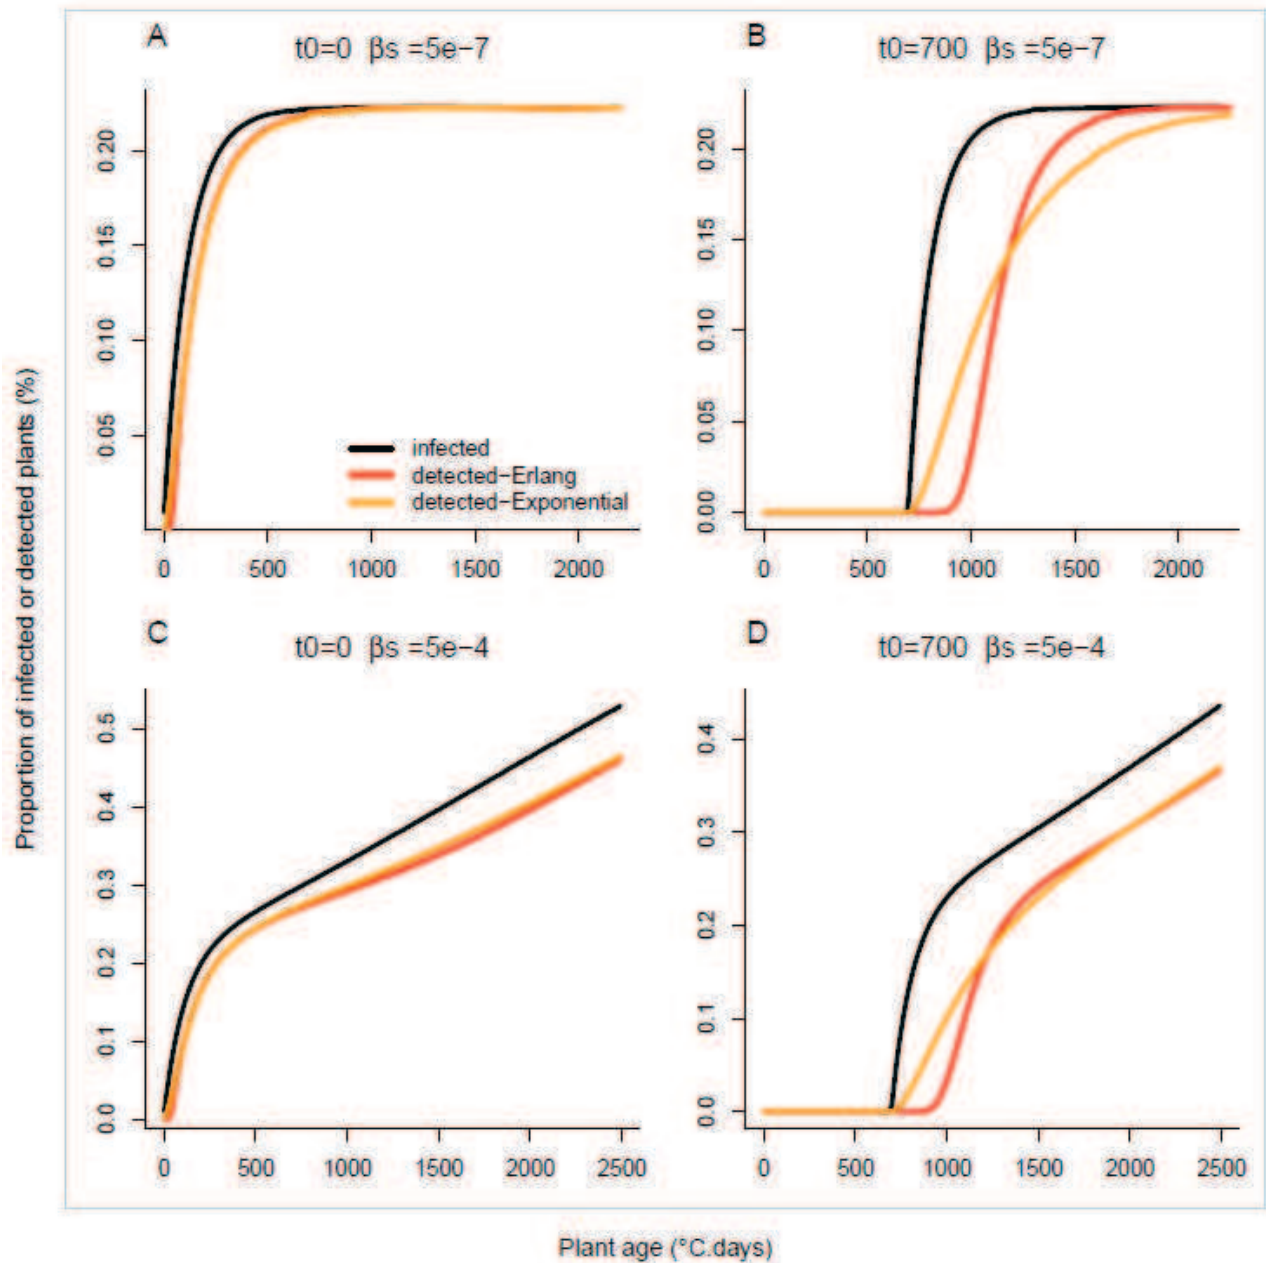 A
t0=0 βs =5e−7
B
t0=700 βs =5e−7
Proportion of infected or detected plants (%)
0.20
0.15
0.10
0.05
infected
detected−Erlang
detected−Exponential
0 500 1000 1500 2000
0.20
0.15
0.10
0.05
0.00
0 500 1000 1500 2000
C
t0=0 βs =5e−4
D
t0=700 βs =5e−4
0.5
0.4
0.3
0.2
0.1
0.0
0 500 1000 1500 2000 2500
0.4
0.3
0.2
0.1
0.0
0 500 1000 1500 2000 2500
Plant age (°C.days)